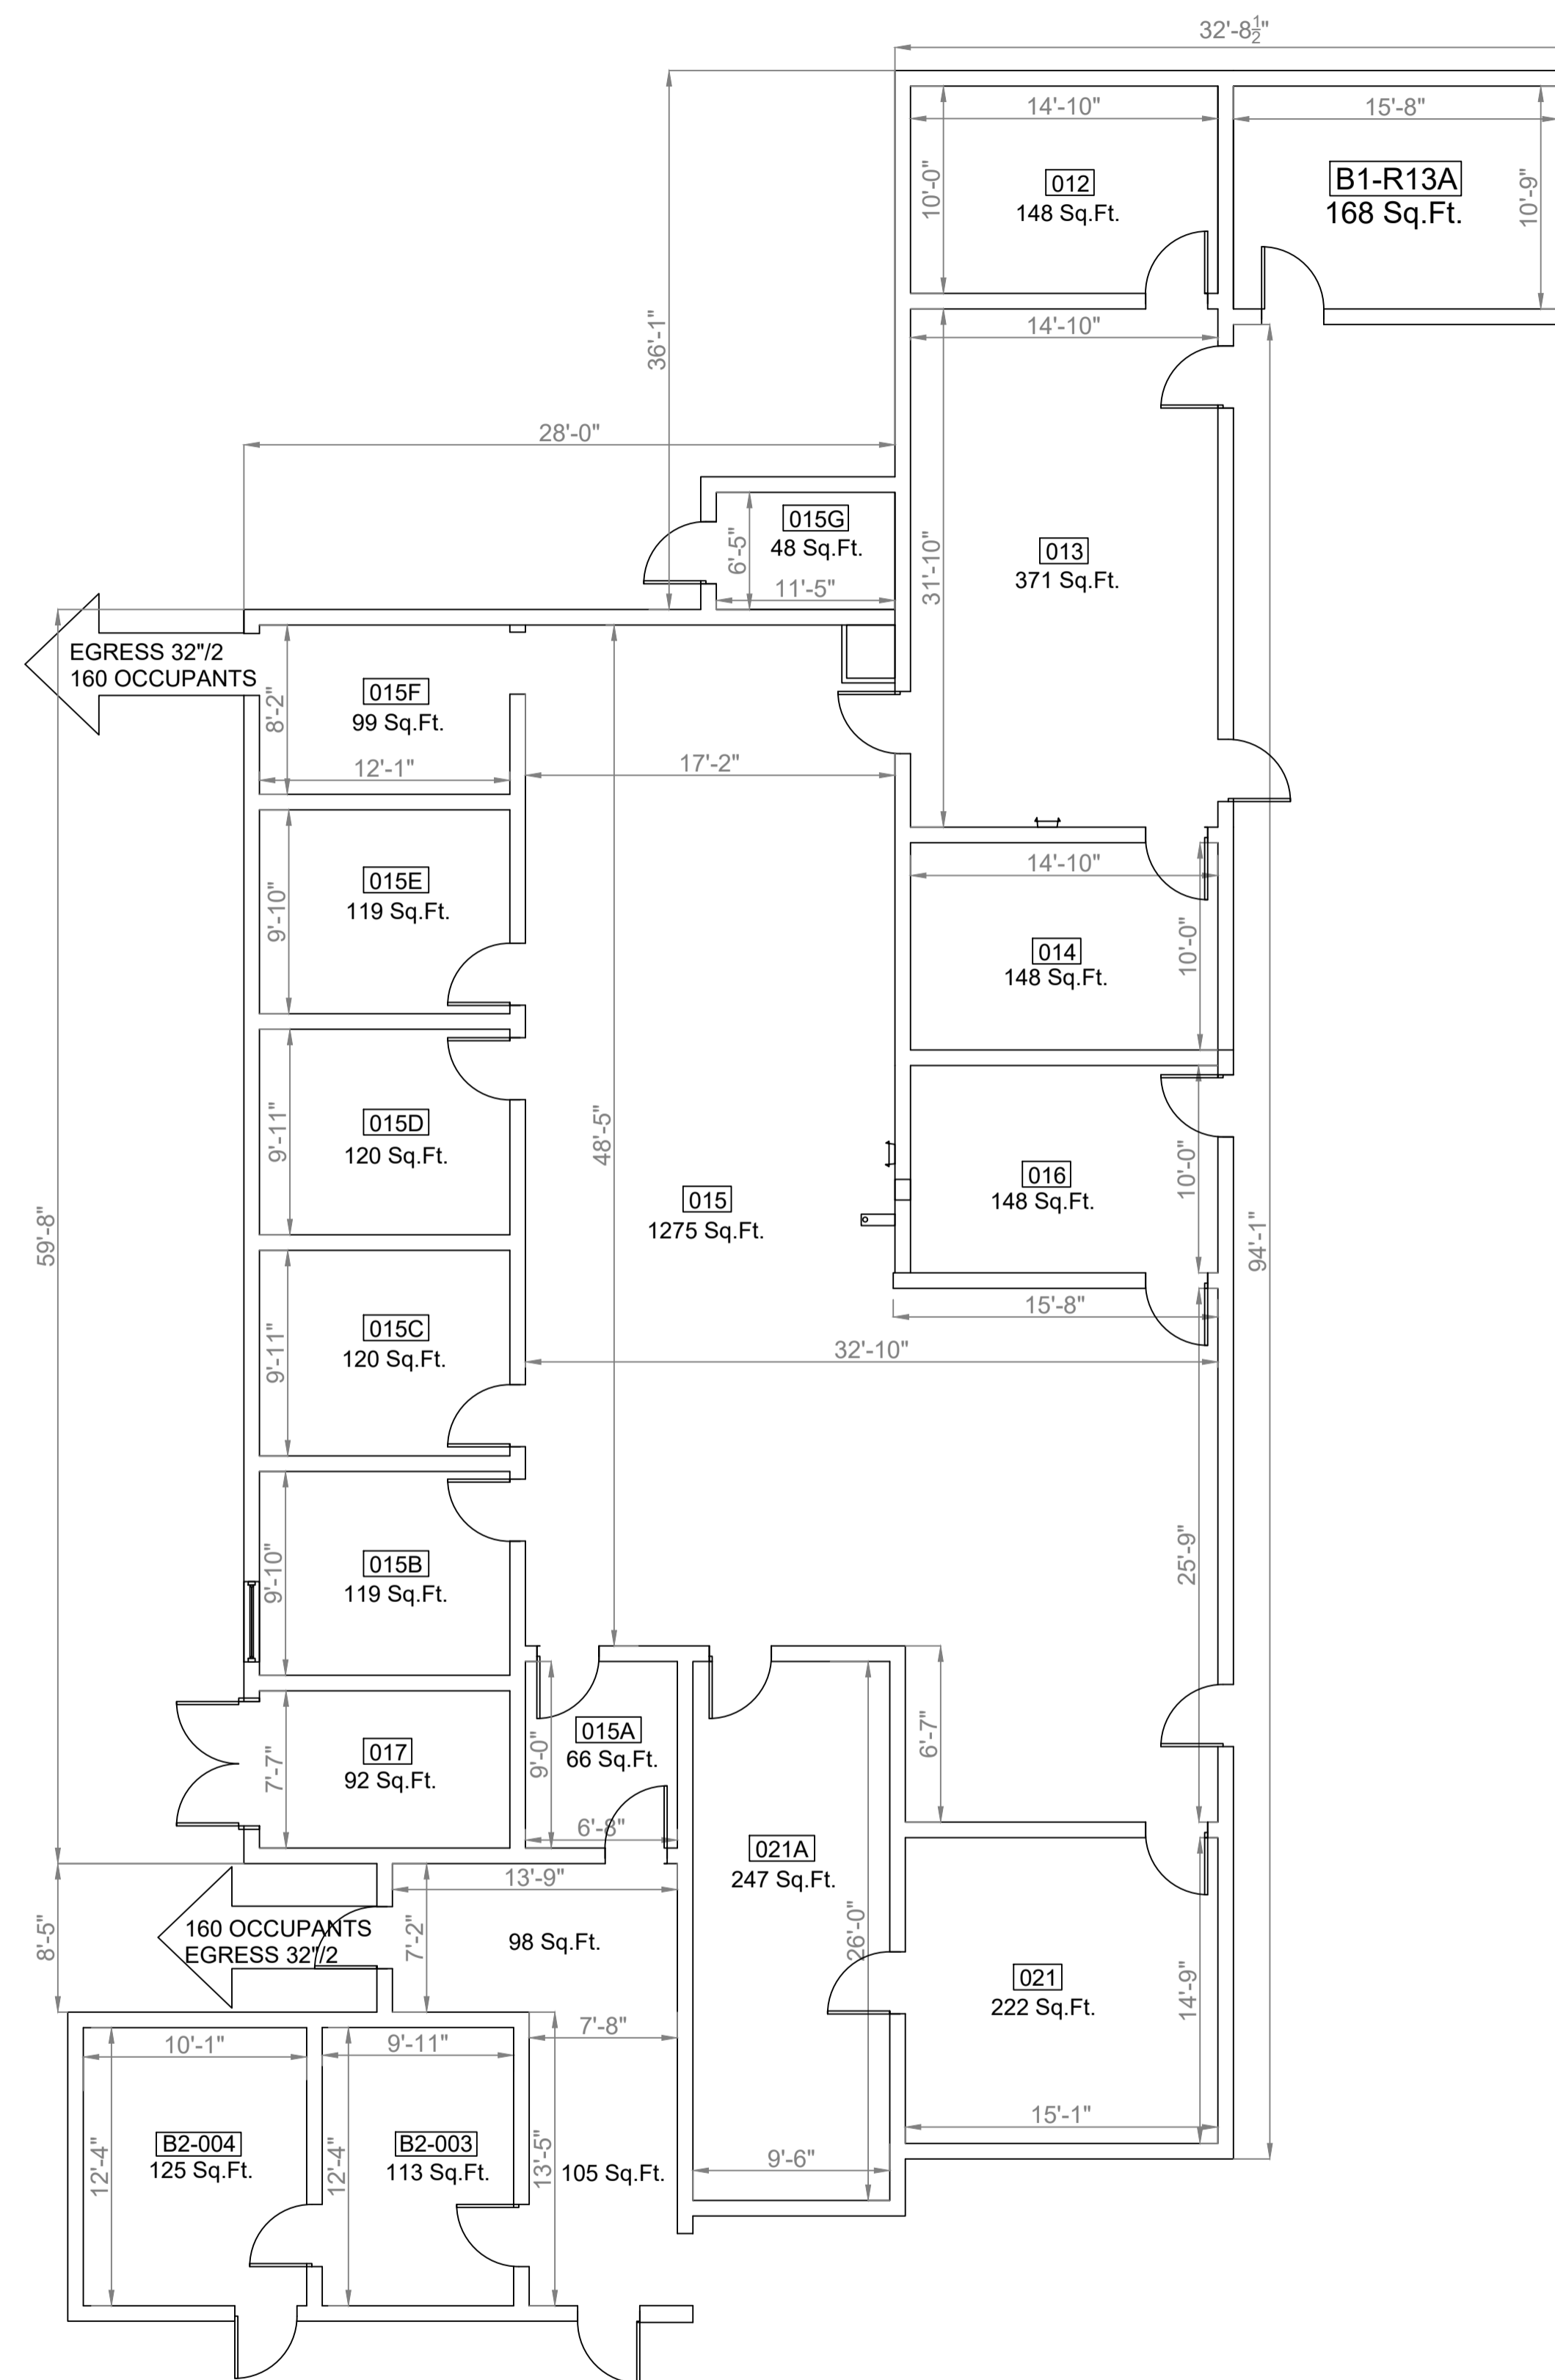 32'-8½"
14'-10"
15'-8"
10'-0"
012
148 Sq.Ft.
B1-R13A
168 Sq.Ft.
10'-9"
36'-1"
14'-10"
28'-0"
015G
48 Sq.Ft.
6'-5"
11'-5"
31'-10"
013
371 Sq.Ft.
EGRESS 32"/2
160 OCCUPANTS
8'-2"
015F
99 Sq.Ft.
12'-1"
17'-2"
9'-10"
015E
119 Sq.Ft.
14'-10"
014
148 Sq.Ft.
10'-0"
9'-11"
015D
120 Sq.Ft.
48'-5"
015
1275 Sq.Ft.
016
148 Sq.Ft.
10'-0"
59'-8"
94'-1"
9'-11"
015C
120 Sq.Ft.
15'-8"
32'-10"
9'-10"
015B
119 Sq.Ft.
25'-9"
7'-7"
017
92 Sq.Ft.
9'-0"
015A
66 Sq.Ft.
6'-8"
6'-7"
021A
247 Sq.Ft.
13'-9"
8'-5"
160 OCCUPANTS
EGRESS 32"/2
7'-2"
98 Sq.Ft.
26'-0"
021
222 Sq.Ft.
14'-9"
10'-1"
9'-11"
7'-8"
12'-4"
B2-004
125 Sq.Ft.
12'-4"
B2-003
113 Sq.Ft.
13'-5"
105 Sq.Ft.
9'-6"
15'-1"